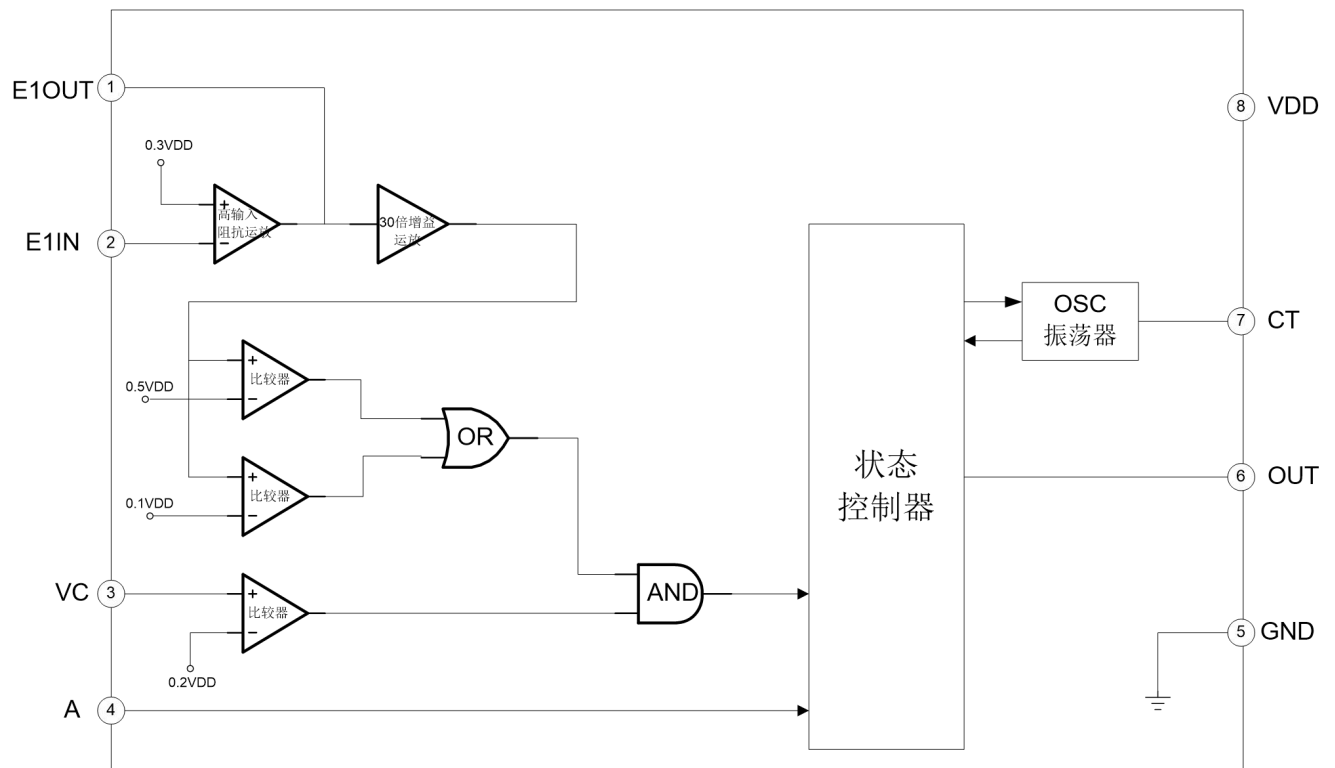 E1OUT
1
8
VDD
0.3VDD
+
高输入
阻抗运放
−
30倍增益
运放
E1IN
2
OSC
振荡器
7
CT
+
比较器
−
0.5VDD
OR
状态
控制器
6
OUT
+
比较器
−
0.1VDD
VC
3
+
比较器
−
0.2VDD
AND
5
GND
A
4